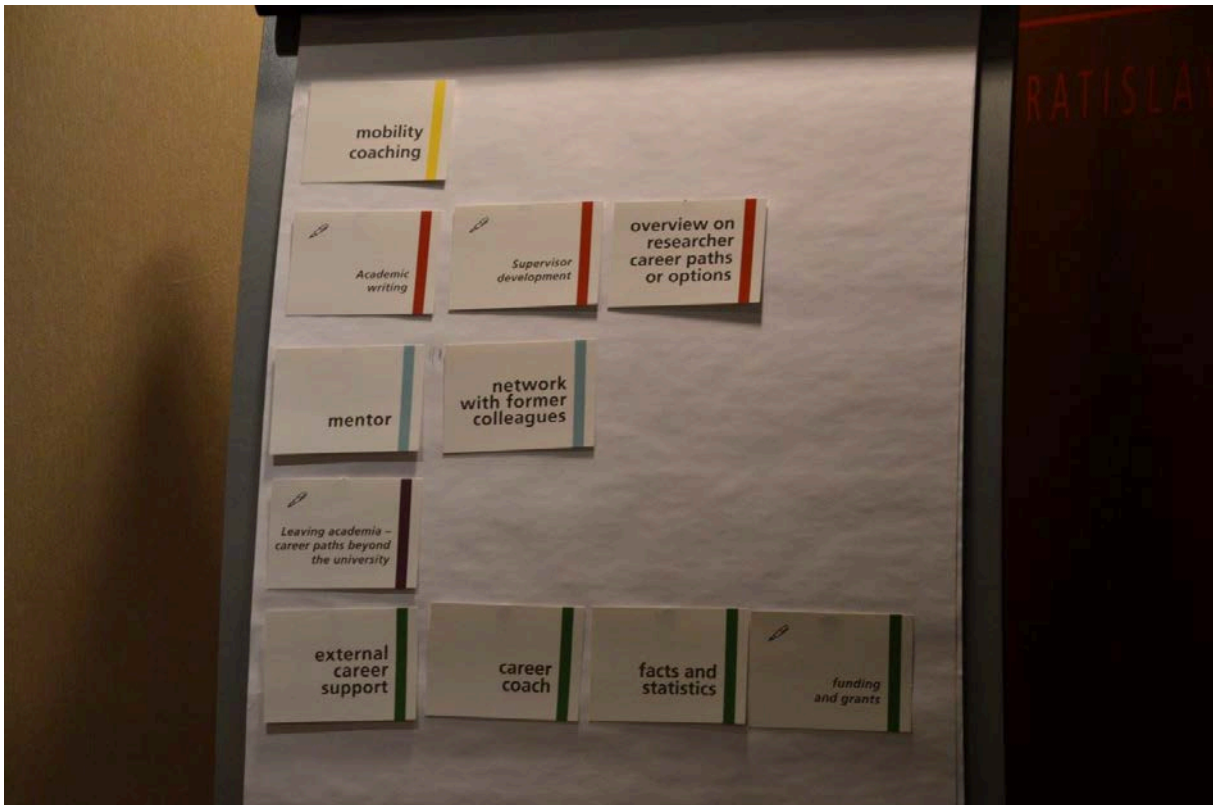 mobility
coaching
RATISLA
Academic
writing
Supervisor
development
overview on
researcher
career paths
or options
mentor
network
with former
colleagues
Leaving academia –
career paths beyond
the university
external
career
support
career
coach
facts and
statistics
funding
and grants